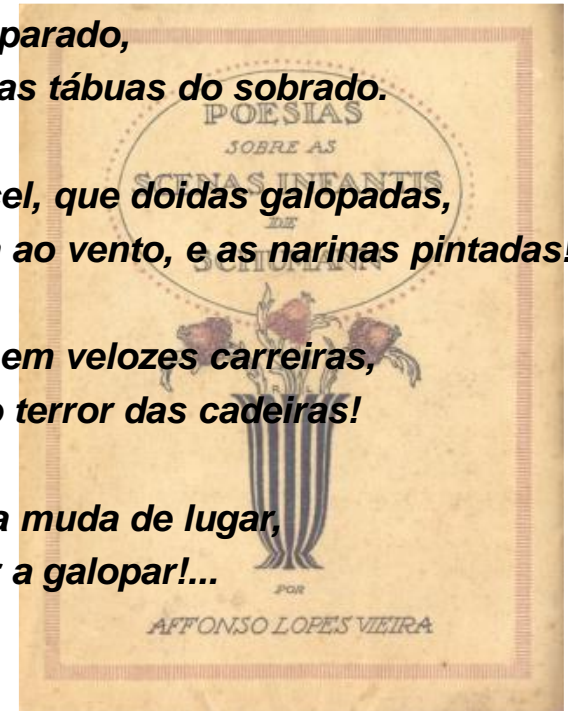 parado,
as tábuas do sobrado.
POESIAS
SOBRE AS
cel, que doidas galopadas,
SCENAS INFANTIS
DE
ao vento, e as narinas pintadas!
SCHUMANN
em velozes carreiras,
o terror das cadeiras!
a muda de lugar,
r a galopar!...
POR
AFFONSO LOPES VIEIRA